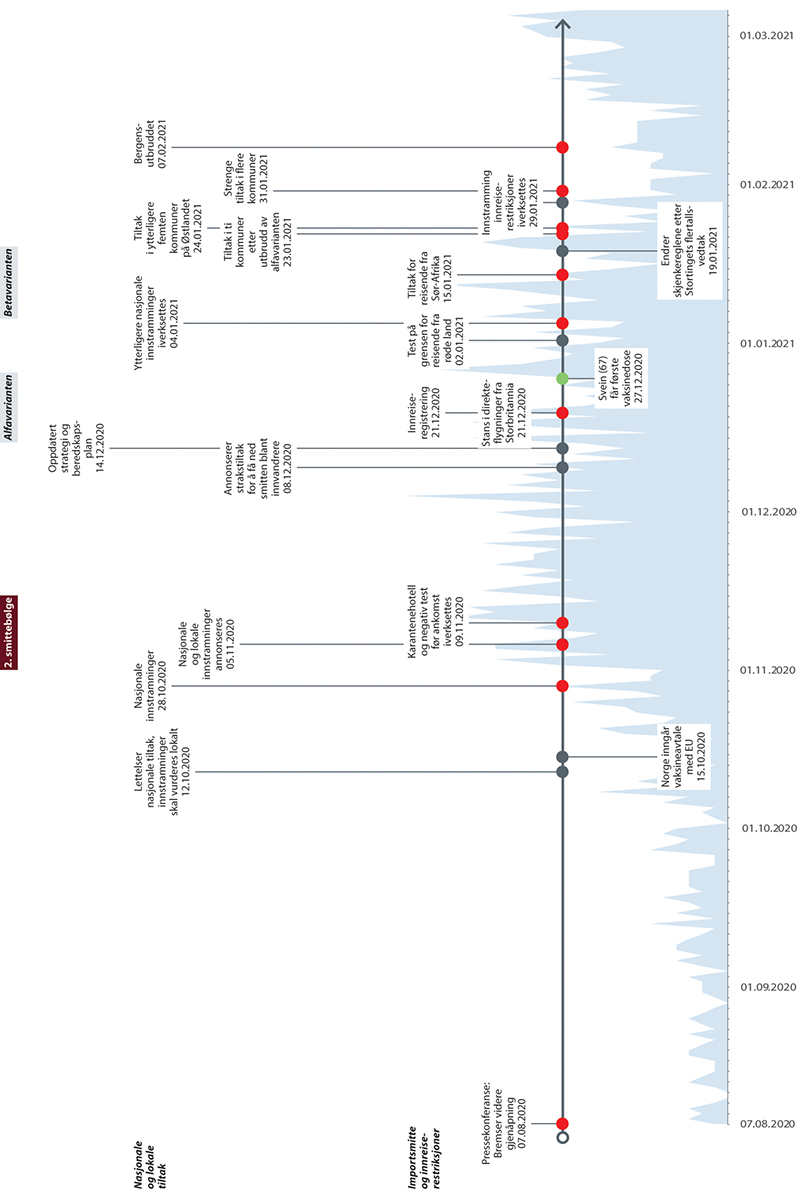 2. smittebølge
Alfavarianten
Betavarianten
Nasjonale
og lokale
tiltak
Lettelser
nasjonale tiltak,
innstramminger
skal vurderes lokalt
12.10.2020
Nasjonale
innstramminger
28.10.2020
Nasjonale
og lokale
innstramminger
annonseres
05.11.2020
Oppdatert
strategi og
beredskaps-
plan
14.12.2020
Annonserer
strakstiltak
for å få ned
smitten blant
innvandrere
08.12.2020
Ytterligere nasjonale
innstramminger
iverksettes
04.01.2021
Tiltak
i ytterligere
femten
kommuner
på Østlandet
24.01.2021
Tiltak i ti
kommuner
etter
utbrudd av
alfavarianten
23.01.2021
Strenge
tiltak i flere
kommuner
31.01.2021
Bergens-
utbruddet
07.02.2021
Importsmitte
og innreise-
restriksjoner
Pressekonferanse:
Bremser videre
gjenåpning
07.08.2020
Karantenehotell
og negativ test
før ankomst
iverksettes
09.11.2020
Innreise-
registrering
21.12.2020
Stans i direkte-
flygninger fra
Storbritannia
21.12.2020
Test på
grensen for
reisende fra
røde land
02.01.2021
Tiltak for
reisende fra
Sør-Afrika
15.01.2021
Innstramming
innreise-
restriksjoner
iverksettes
29.01.2021
Norge inngår
vaksineavtale
med EU
15.10.2020
Svein (67)
får første
vaksinedose
27.12.2020
Endrer
skjenkereglene etter
Stortingets flertalls-
vedtak
19.01.2021
07.08.2020
01.09.2020
01.10.2020
01.11.2020
01.12.2020
01.01.2021
01.02.2021
01.03.2021